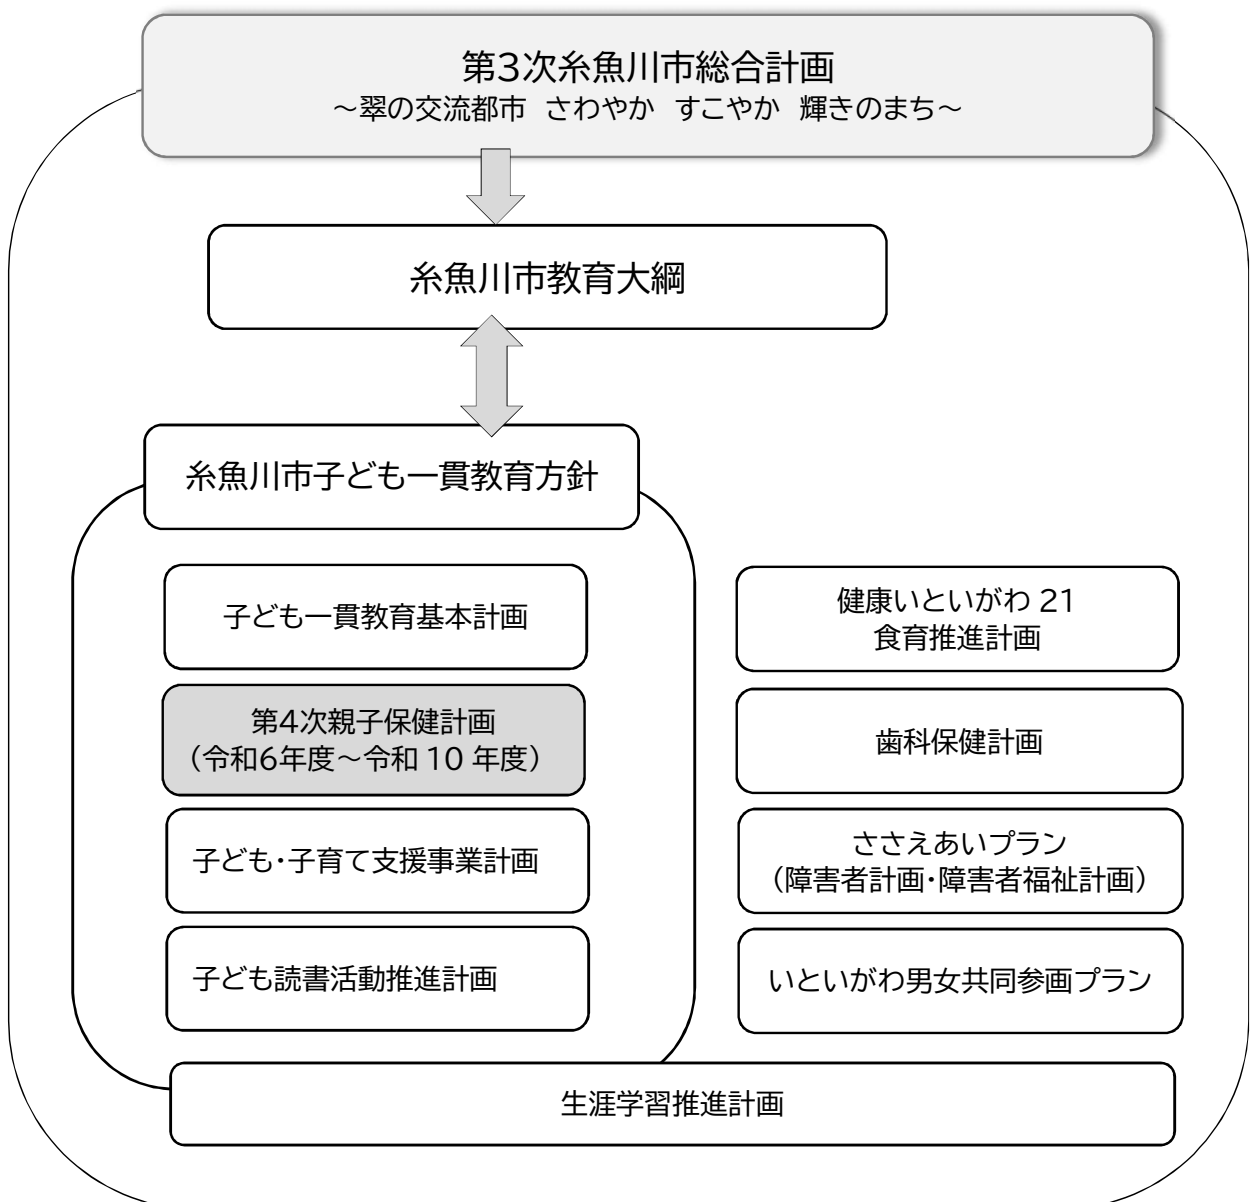 第3次糸魚川市総合計画
～翠の交流都市　さわやか　すこやか　輝きのまち～
糸魚川市教育大綱
糸魚川市子ども一貫教育方針
子ども一貫教育基本計画
第4次親子保健計画
（令和6年度～令和 10 年度）
子ども・子育て支援事業計画
子ども読書活動推進計画
健康いといがわ 21
食育推進計画
歯科保健計画
ささえあいプラン
（障害者計画・障害者福祉計画）
いといがわ男女共同参画プラン
生涯学習推進計画